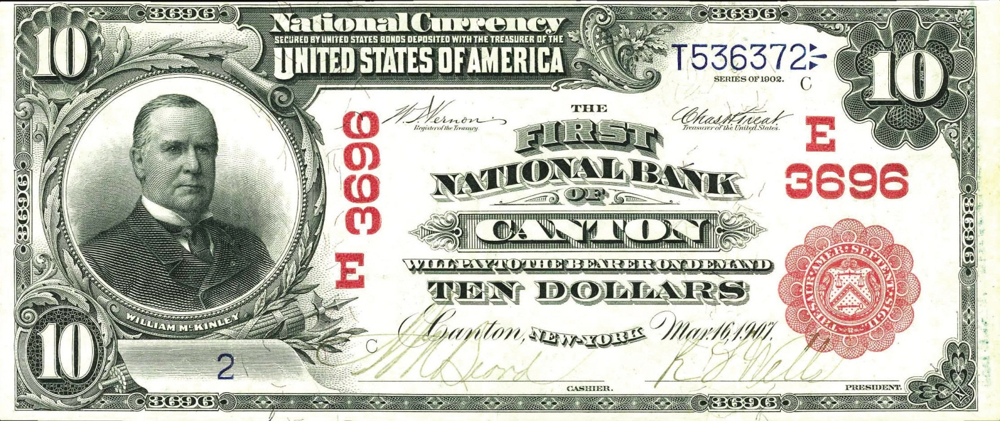 3696
3696
10
National Currency
SECURED BY UNITED STATES BONDS DEPOSITED WITH THE TREASURER OF THE
UNITED STATES OF AMERICA
T536372
SERIES OF 1902.
C
10
W. T. Vernon
Register of the Treasury.
THE
Chas. H. Treat
Treasurer of the United States.
E 3696
FIRST
NATIONAL BANK
OF
CANTON
E
3696
3696
3696
WILL PAY TO THE BEARER ON DEMAND
TEN DOLLARS
THESAUR. AMER. SEPTENT. SIGIL.
WILLIAM McKINLEY
Canton, NEW-YORK Mar. 16, 1907.
10
2
C
CASHIER.
PRESIDENT.
3696
3696